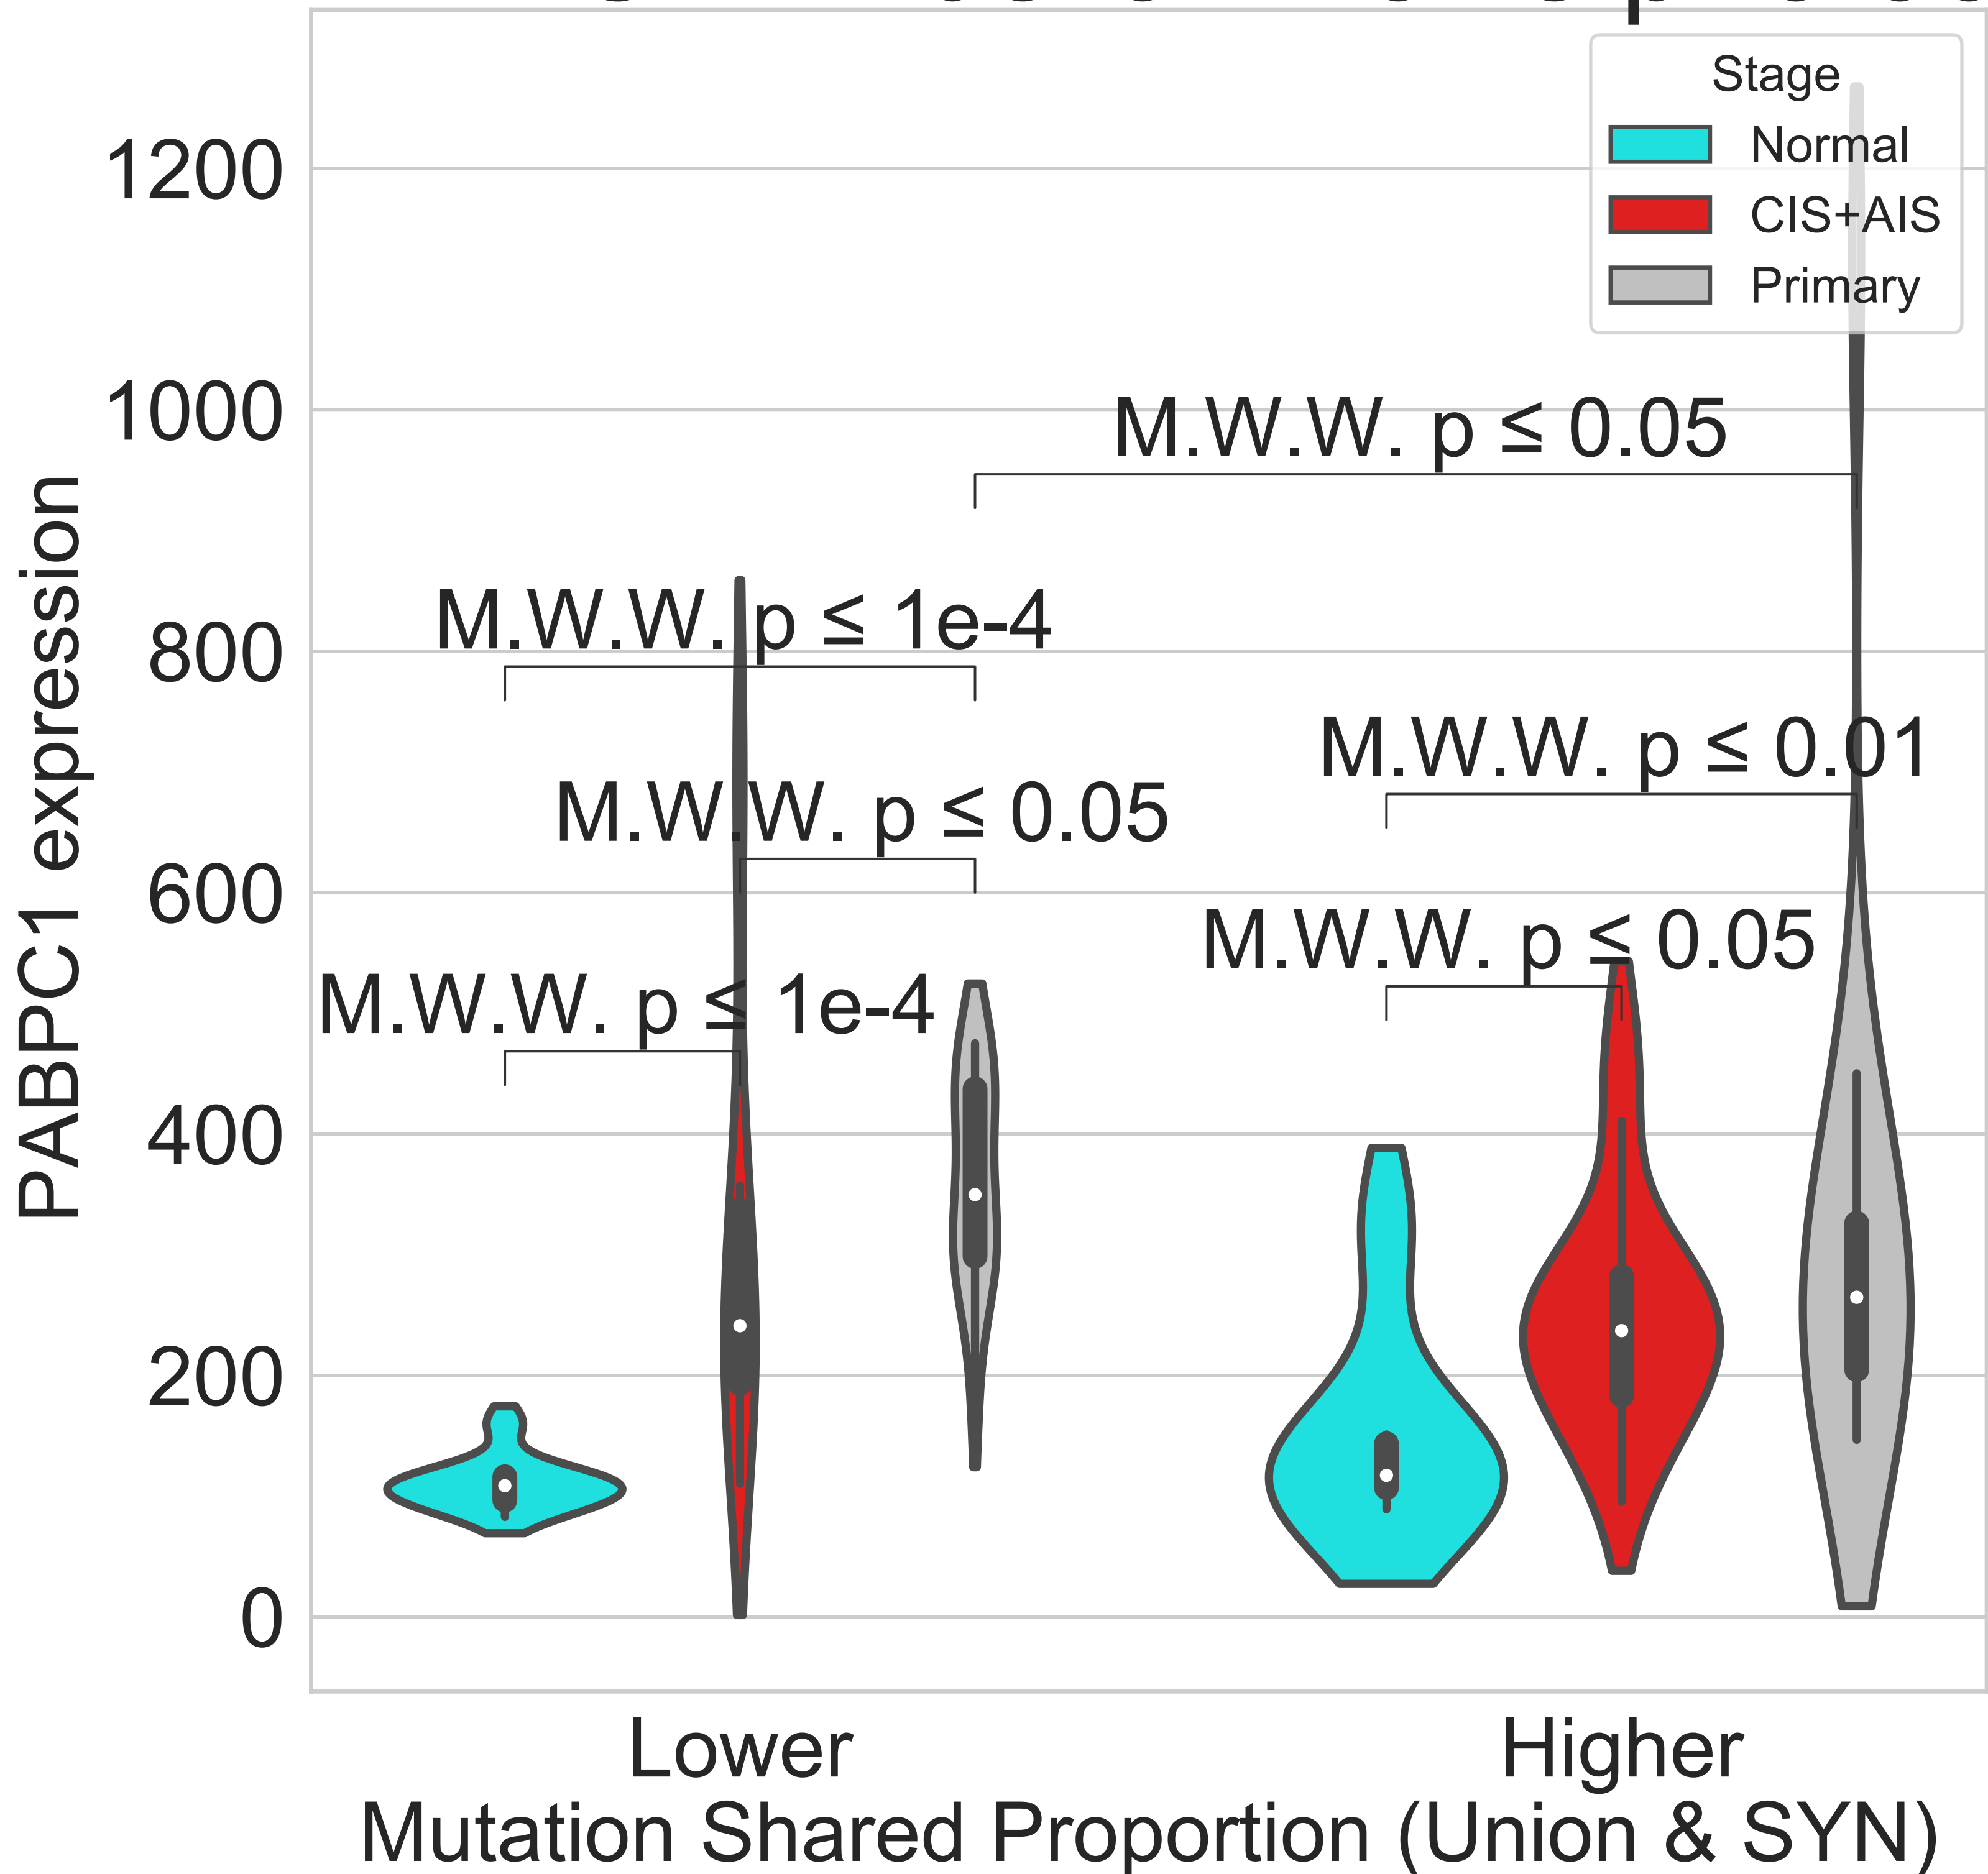 Stage
Normal
CIS+AIS
Primary
1200
1000
800
600
400
200
0
PABPC1 expression
M.W.W. p ≤ 0.05
M.W.W. p ≤ 1e-4
M.W.W. p ≤ 0.01
M.W.W. p ≤ 0.05
M.W.W. p ≤ 0.05
M.W.W. p ≤ 1e-4
Lower
Higher
Mutation Shared Proportion (Union & SYN)